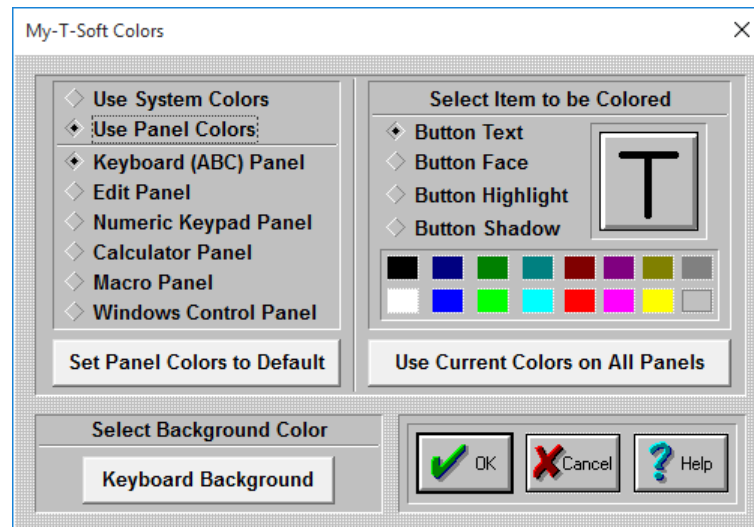 My-T-Soft Colors
Use System Colors
Use Panel Colors
Keyboard (ABC) Panel
Edit Panel
Numeric Keypad Panel
Calculator Panel
Macro Panel
Windows Control Panel
Set Panel Colors to Default
Select Item to be Colored
Button Text
Button Face
Button Highlight
Button Shadow
T
Use Current Colors on All Panels
Select Background Color
Keyboard Background
OK
Cancel
Help